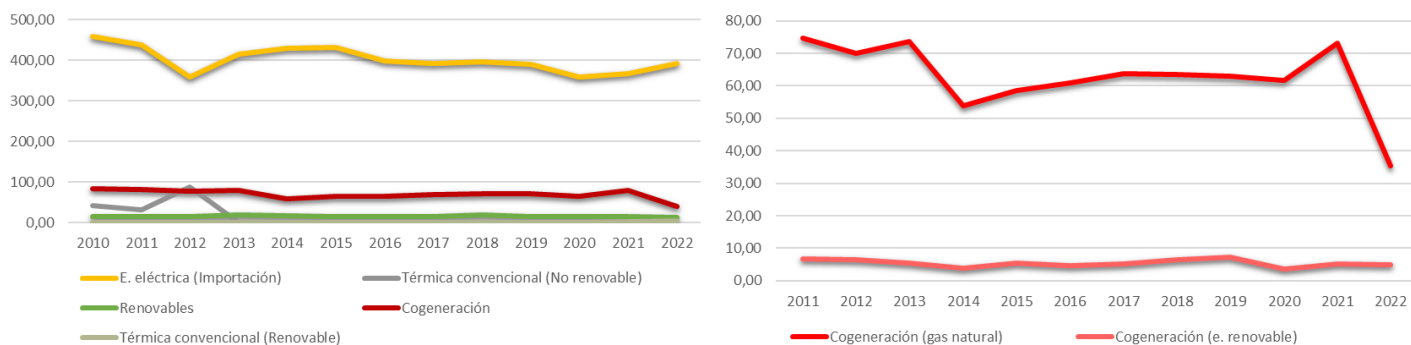 500,00
400,00
300,00
200,00
100,00
0,00
2010 2011 2012 2013 2014 2015 2016 2017 2018 2019 2020 2021 2022
E. eléctrica (Importación) Térmica convencional (No renovable)
Renovables Cogeneración
Térmica convencional (Renovable)
80,00
70,00
60,00
50,00
40,00
30,00
20,00
10,00
0,00
2011 2012 2013 2014 2015 2016 2017 2018 2019 2020 2021 2022
Cogeneración (gas natural) Cogeneración (e. renovable)